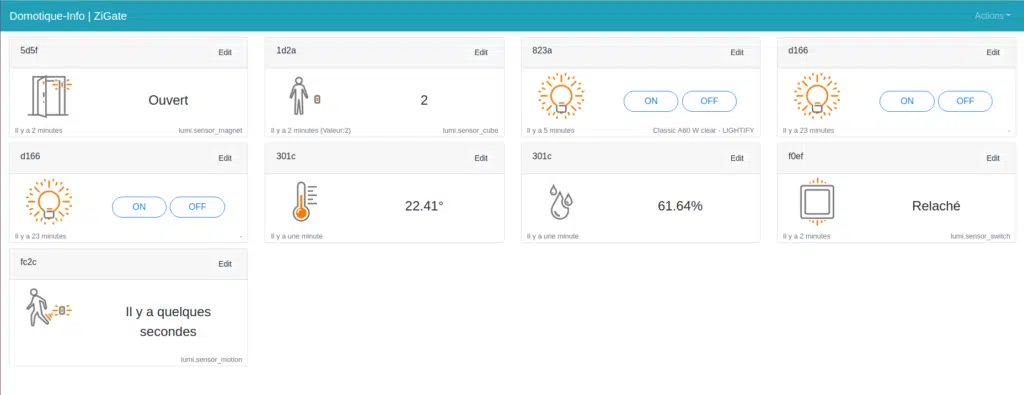 Domotique-Info | ZiGate
Actions
5d5f
Edit
Ouvert
Il y a 2 minutes
lumi.sensor_magnet
1d2a
Edit
2
Il y a 2 minutes (Valeur:2)
lumi.sensor_cube
823a
Edit
ON
OFF
Il y a 5 minutes
Classic A60 W clear - LIGHTIFY
d166
Edit
ON
OFF
Il y a 23 minutes
-
d166
Edit
ON
OFF
Il y a 23 minutes
-
301c
Edit
22.41°
Il y a une minute
301c
Edit
61.64%
Il y a une minute
f0ef
Edit
Relaché
Il y a 2 minutes
lumi.sensor_switch
fc2c
Edit
Il y a quelques
secondes
lumi.sensor_motion